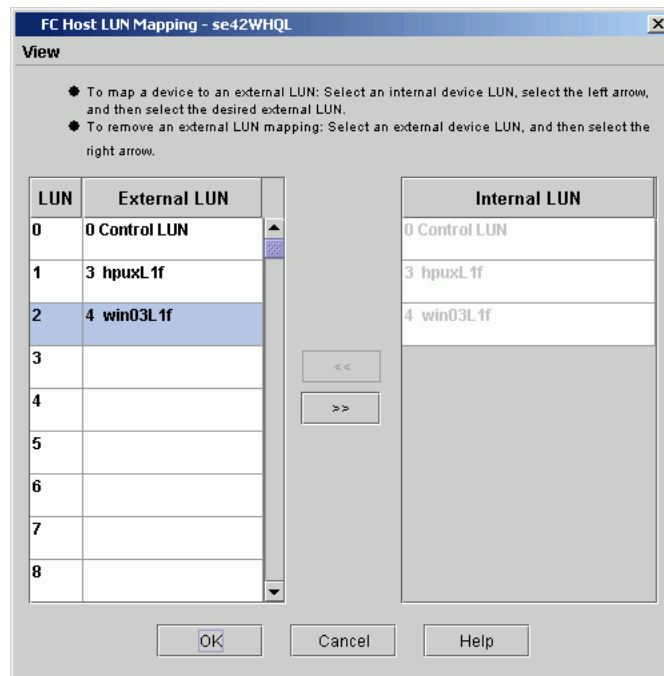 FC Host LUN Mapping - se42WHQL
View
To map a device to an external LUN: Select an internal device LUN, select the left arrow,
and then select the desired external LUN.
To remove an external LUN mapping: Select an external device LUN, and then select the
right arrow.
LUN External LUN
0 0 Control LUN
1 3 hpuxL1f
2 4 win03L1f
3
4
5
6
7
8
<<
>>
Internal LUN
0 Control LUN
3 hpuxL1f
4 win03L1f
OK Cancel Help